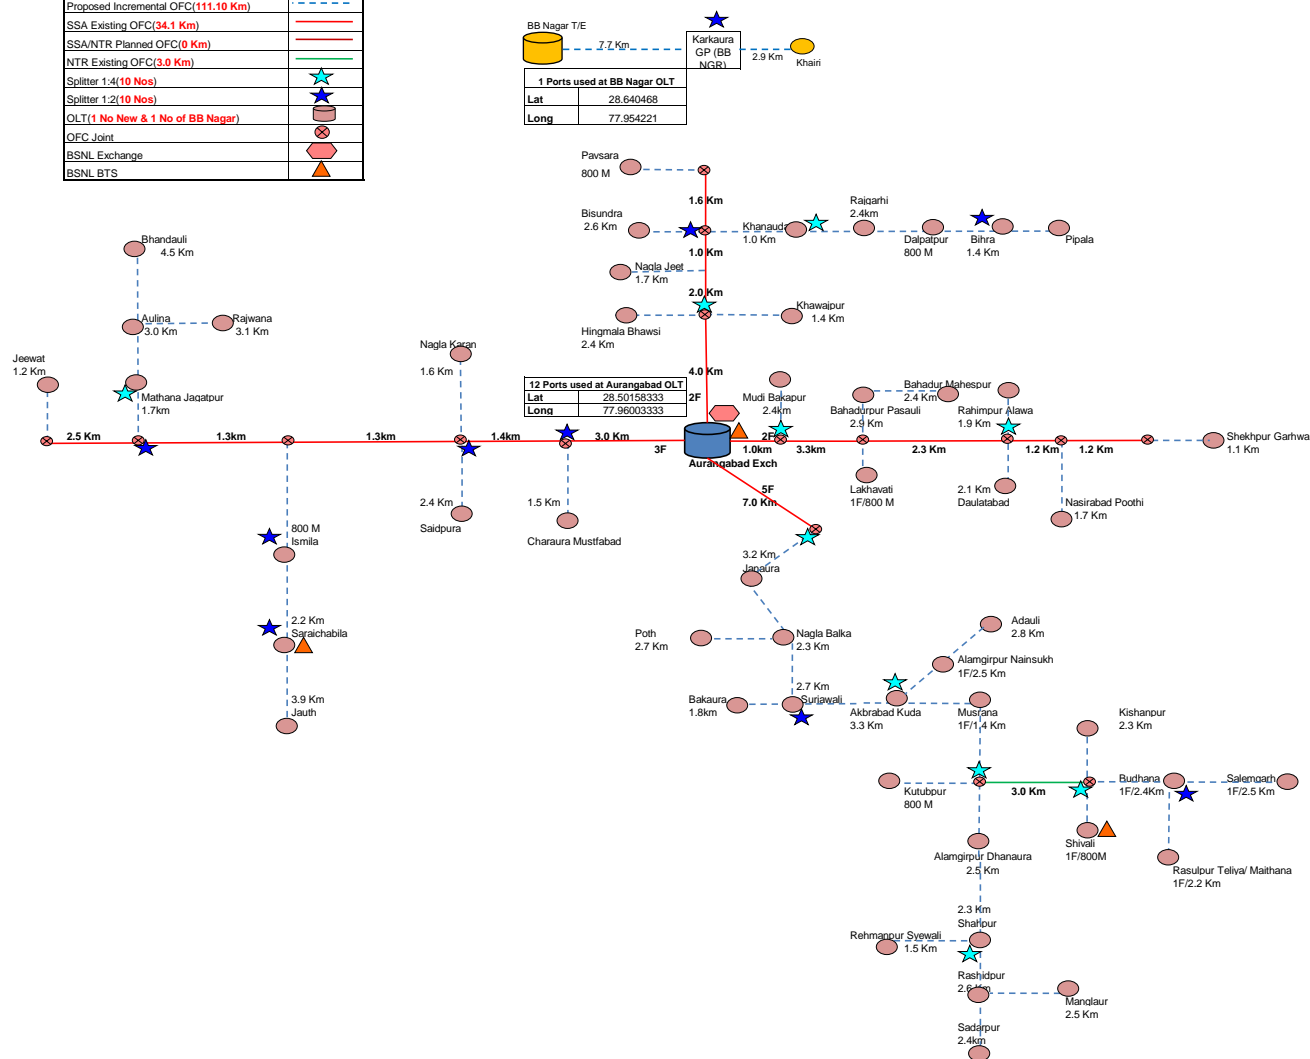 Proposed Incremental OFC(111.10 Km)
SSA Existing OFC(34.1 Km)
SSA/NTR Planned OFC(0 Km)
NTR Existing OFC(3.0 Km)
Splitter 1:4(10 Nos)
Splitter 1:2(10 Nos)
OLT(1 No New & 1 No of BB Nagar)
OFC Joint
BSNL Exchange
BSNL BTS
BB Nagar T/E
7.7 Km
Karkaura
GP (BB
NGR)
2.9 Km
Khairi
1 Ports used at BB Nagar OLT
Lat 28.640468
Long 77.954221
Pavsara
800 M
1.6 Km
Bisundra
2.6 Km
Khanauda
1.0 Km
Rajgarhi
2.4km
Dalpatpur
800 M
Bihra
1.4 Km
Pipala
1.0 Km
Nagla Jeet
1.7 Km
2.0 Km
Hingmala Bhawsi
2.4 Km
Khawajpur
1.4 Km
4.0 Km
2F
Bhandauli
4.5 Km
Aulina
3.0 Km
Rajwana
3.1 Km
Jeewat
1.2 Km
Mathana Jagatpur
1.7km
Nagla Karan
1.6 Km
12 Ports used at Aurangabad OLT
Lat 28.50158333
Long 77.96003333
Mudi Bakapur
2.4km
Bahadurpur Pasauli
2.9 Km
Bahadur Mahespur
2.4 Km
Rahimpur Alawa
1.9 Km
2.5 Km
1.3km
1.3km
1.4km
3.0 Km
3F
2F
1.0km
3.3km
2.3 Km
1.2 Km
1.2 Km
Shekhpur Garhwa
1.1 Km
Aurangabad Exch
5F
7.0 Km
Lakhavati
1F/800 M
2.1 Km
Daulatabad
Nasirabad Poothi
1.7 Km
2.4 Km
Saidpura
1.5 Km
Charaura Mustfabad
800 M
Ismila
2.2 Km
Saraichabila
3.9 Km
Jauth
3.2 Km
Janaura
Poth
2.7 Km
Nagla Balka
2.3 Km
Adauli
2.8 Km
Alamgirpur Nainsukh
1F/2.5 Km
Bakaura
1.8km
2.7 Km
Surjawali
Akbrabad Kuda
3.3 Km
Musrana
1F/1.4 Km
Kishanpur
2.3 Km
Kutubpur
800 M
3.0 Km
Budhana
1F/2.4Km
Salemgarh
1F/2.5 Km
Shivali
1F/800M
Rasulpur Teliya/ Maithana
1F/2.2 Km
Alamgirpur Dhanaura
2.5 Km
2.3 Km
Shahpur
Rehmanpur Syewali
1.5 Km
Rashidpur
2.6 Km
Manglaur
2.5 Km
Sadarpur
2.4km